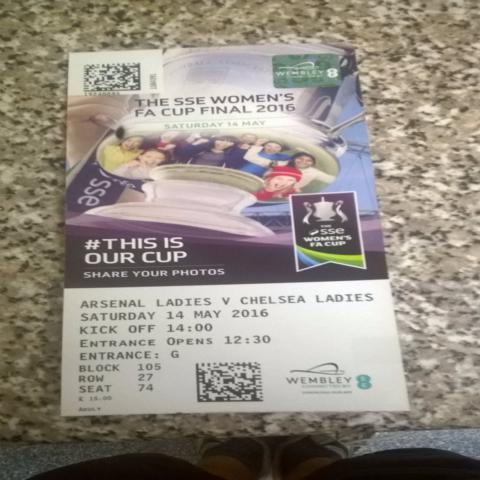 WEMBLEY
THE SSE WOMEN'S
FA CUP FINAL 2016
SATURDAY 14 MAY
sse
THE
sse
WOMEN'S
FA CUP
#THIS IS
OUR CUP
SHARE YOUR PHOTOS
ARSENAL LADIES V CHELSEA LADIES
SATURDAY 14 MAY 2016
KICK OFF 14:00
ENTRANCE OPENS 12:30
ENTRANCE: G
BLOCK 105
ROW 27
SEAT 74
£ 15.00
ADULT
WEMBLEY
EE